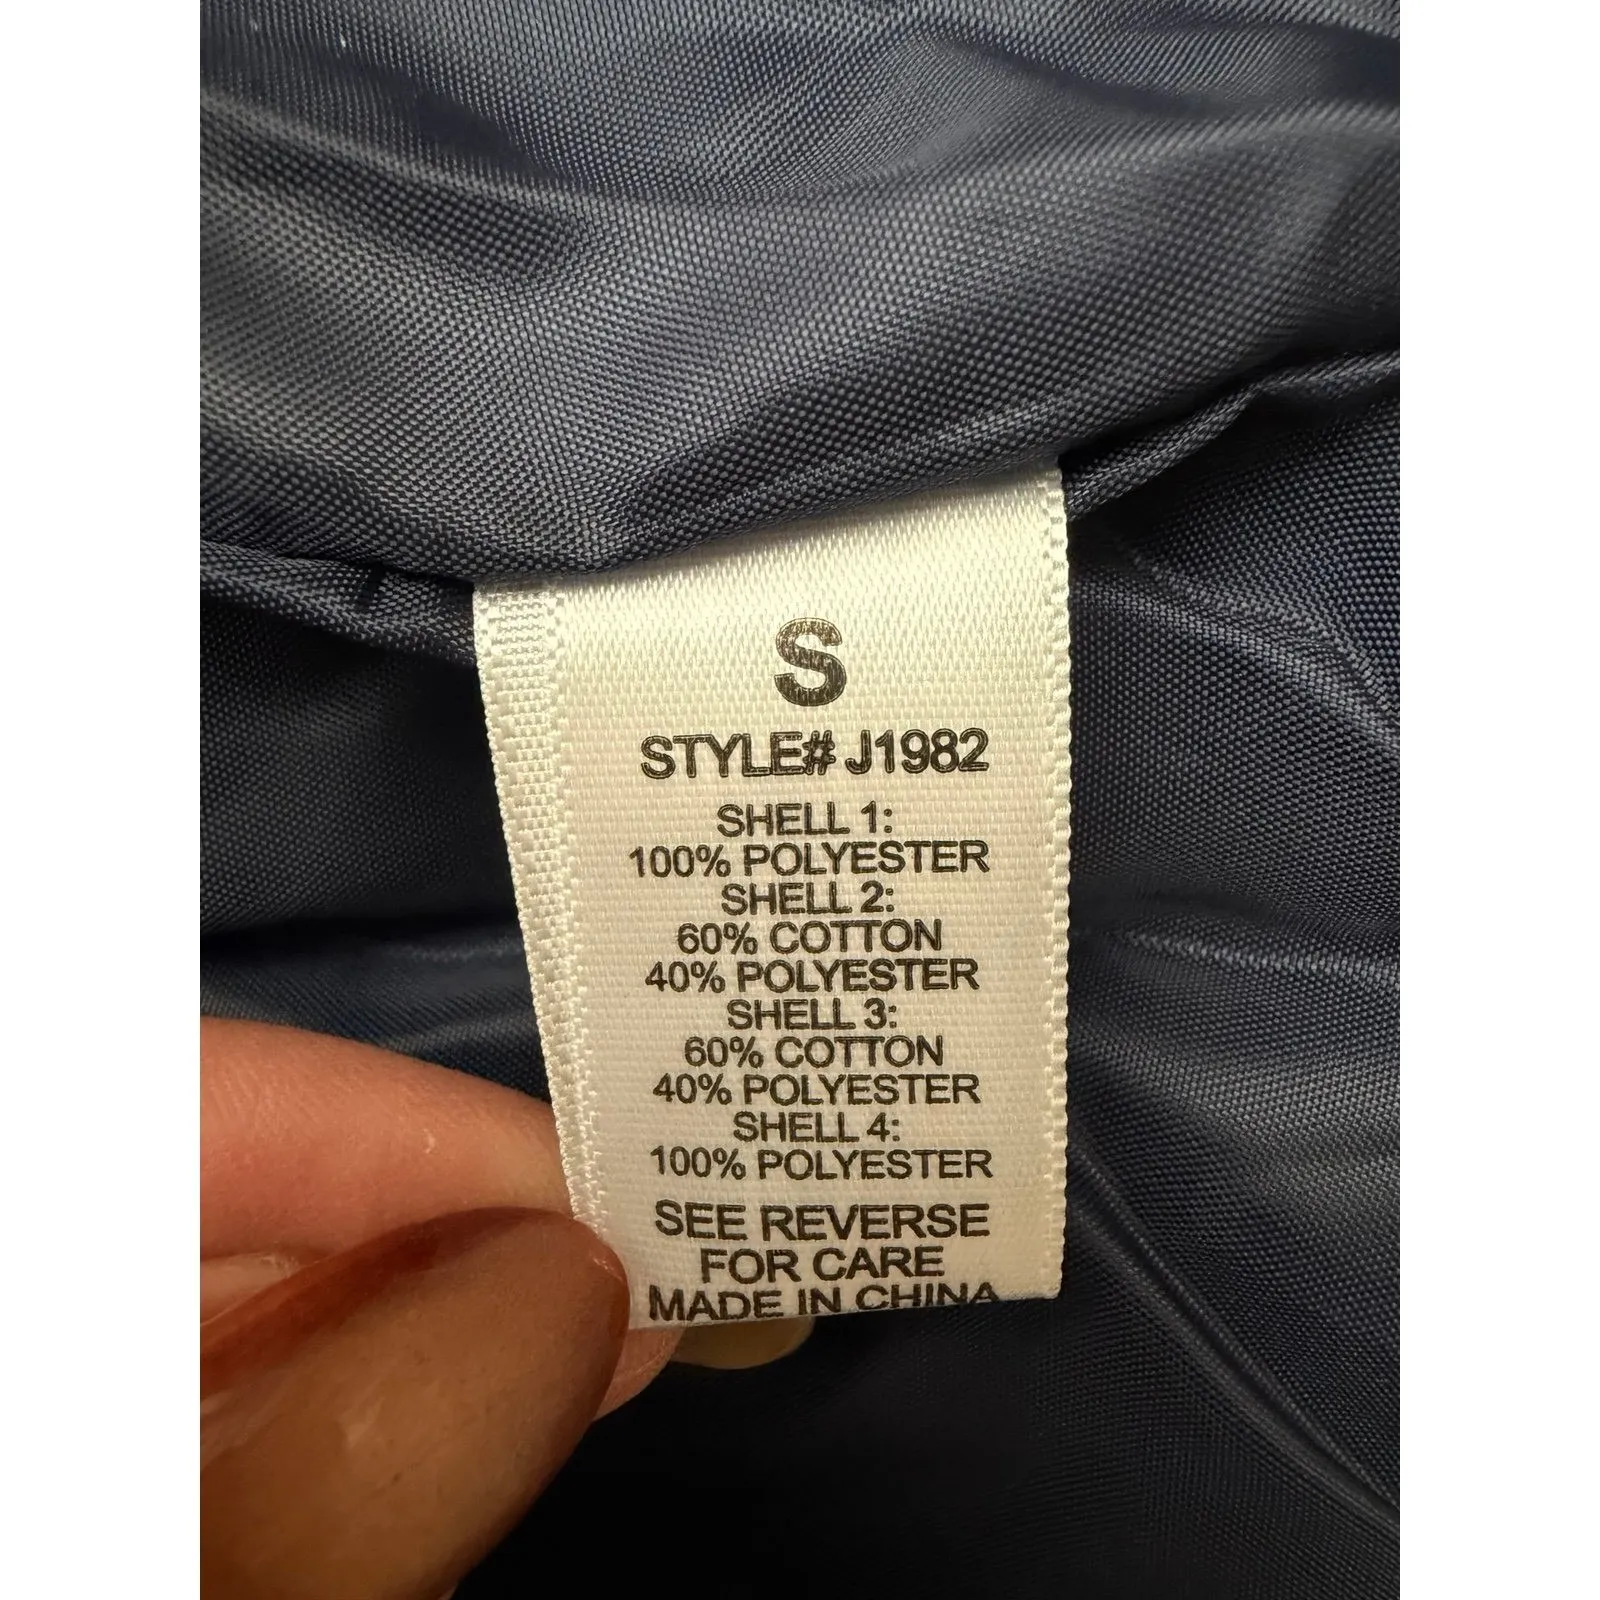 S
STYLE# J1982
SHELL 1:
100% POLYESTER
SHELL 2:
60% COTTON
40% POLYESTER
SHELL 3:
60% COTTON
40% POLYESTER
SHELL 4:
100% POLYESTER
SEE REVERSE
FOR CARE
MADE IN CHINA